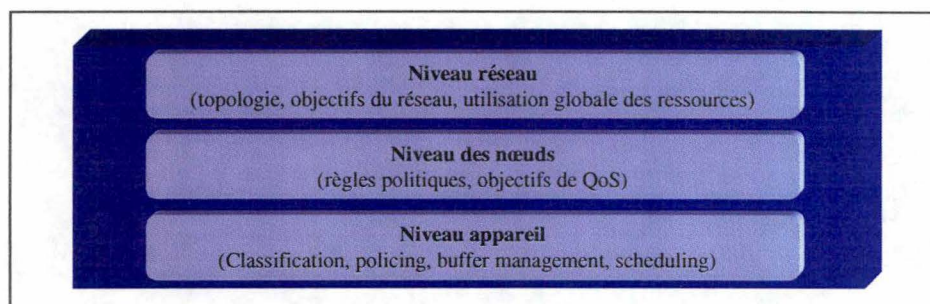 Niveau réseau
(topologie, objectifs du réseau, utilisation globale des ressources)
Niveau des nœuds
(règles politiques, objectifs de QoS)
Niveau appareil
(Classification, policing, buffer management, scheduling)